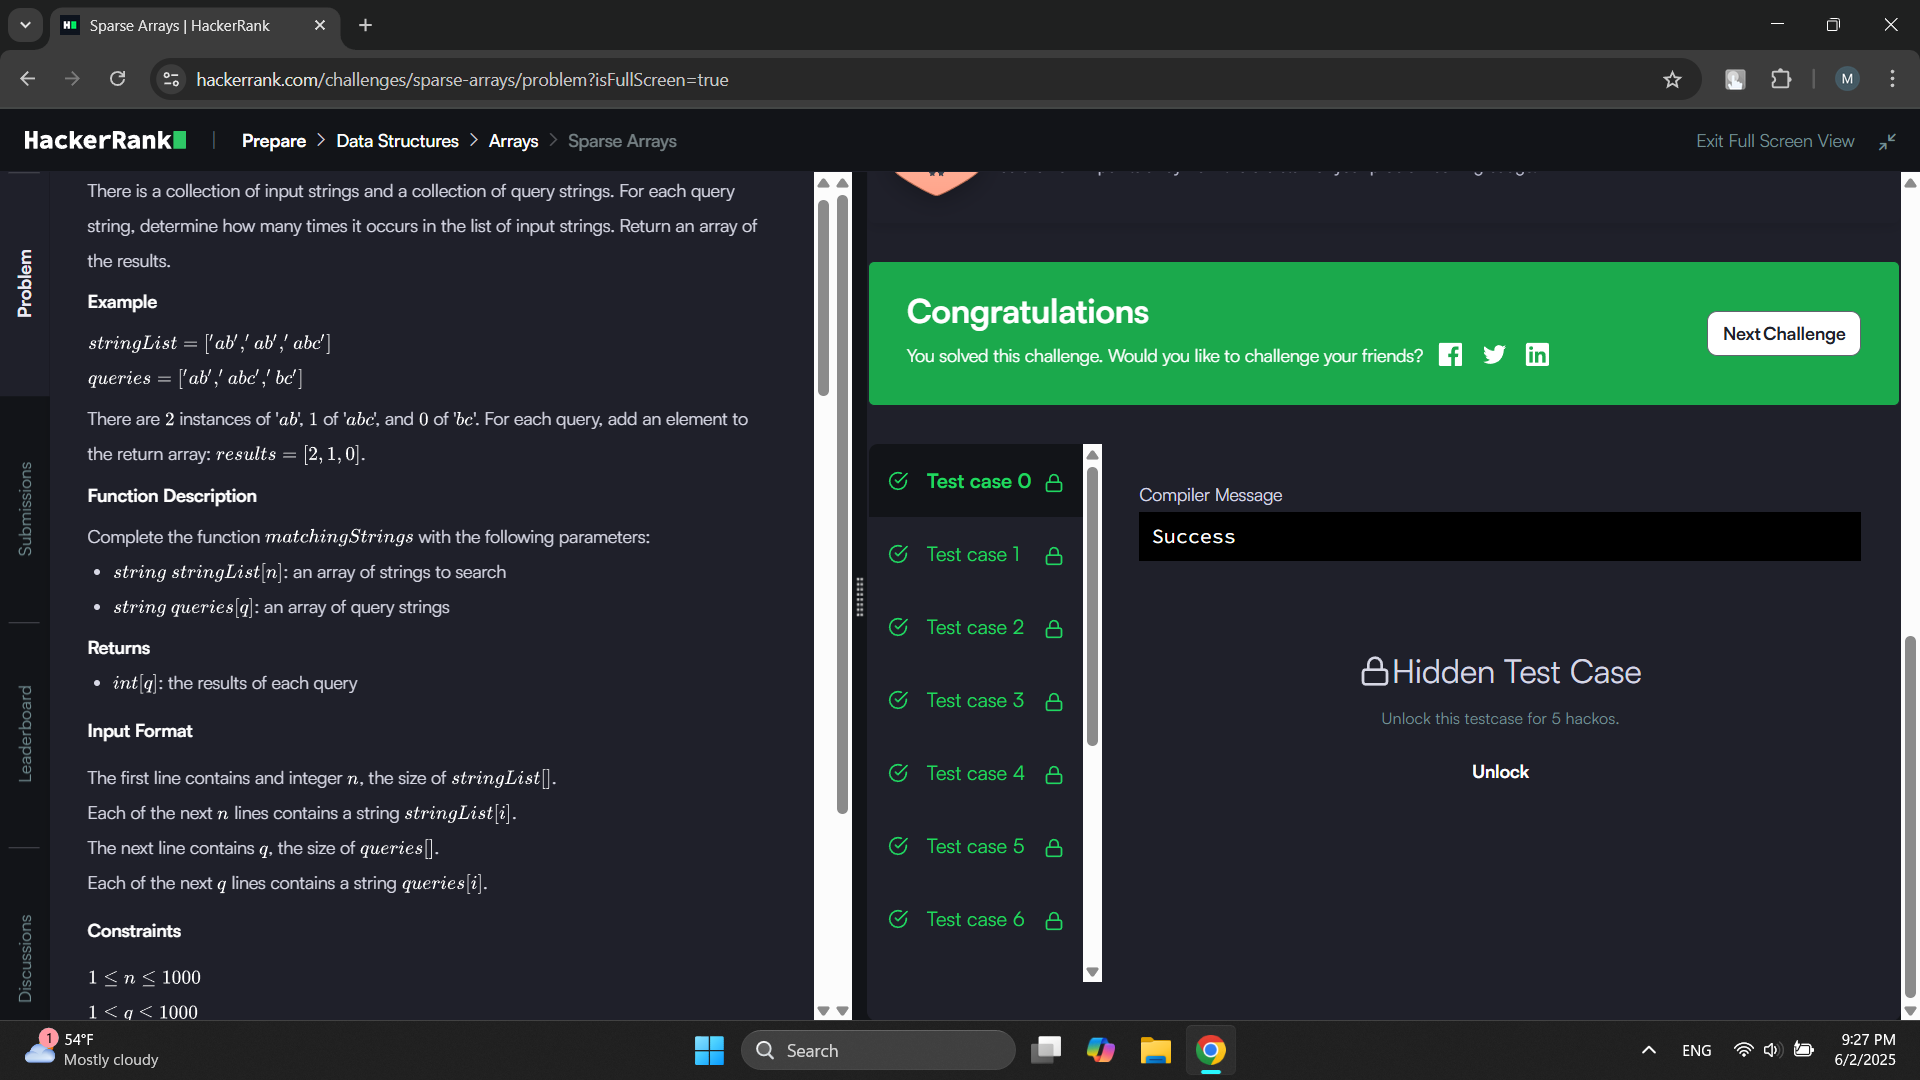 Sparse Arrays | HackerRank
hackerrank.com/challenges/sparse-arrays/problem?isFullScreen=true
M
HackerRank
Prepare > Data Structures > Arrays > Sparse Arrays
Exit Full Screen View
Problem
Submissions
Leaderboard
Discussions
There is a collection of input strings and a collection of query strings. For each query
string, determine how many times it occurs in the list of input strings. Return an array of
the results.
Example
stringList = ['ab',' ab',' abc']
queries = ['ab',' abc',' bc']
There are 2 instances of 'ab', 1 of 'abc', and 0 of 'bc'. For each query, add an element to
the return array: results = [2, 1, 0].
Function Description
Complete the function matchingStrings with the following parameters:
• string stringList[n]: an array of strings to search
• string queries[q]: an array of query strings
Returns
• int[q]: the results of each query
Input Format
The first line contains and integer n, the size of stringList[].
Each of the next n lines contains a string stringList[i].
The next line contains q, the size of queries[].
Each of the next q lines contains a string queries[i].
Constraints
1 ≤ n ≤ 1000
1 ≤ q ≤ 1000
Congratulations
You solved this challenge. Would you like to challenge your friends?
Next Challenge
Test case 0
Test case 1
Test case 2
Test case 3
Test case 4
Test case 5
Test case 6
Compiler Message
Success
Hidden Test Case
Unlock this testcase for 5 hackos.
Unlock
1
54°F
Mostly cloudy
Search
ENG
9:27 PM
6/2/2025